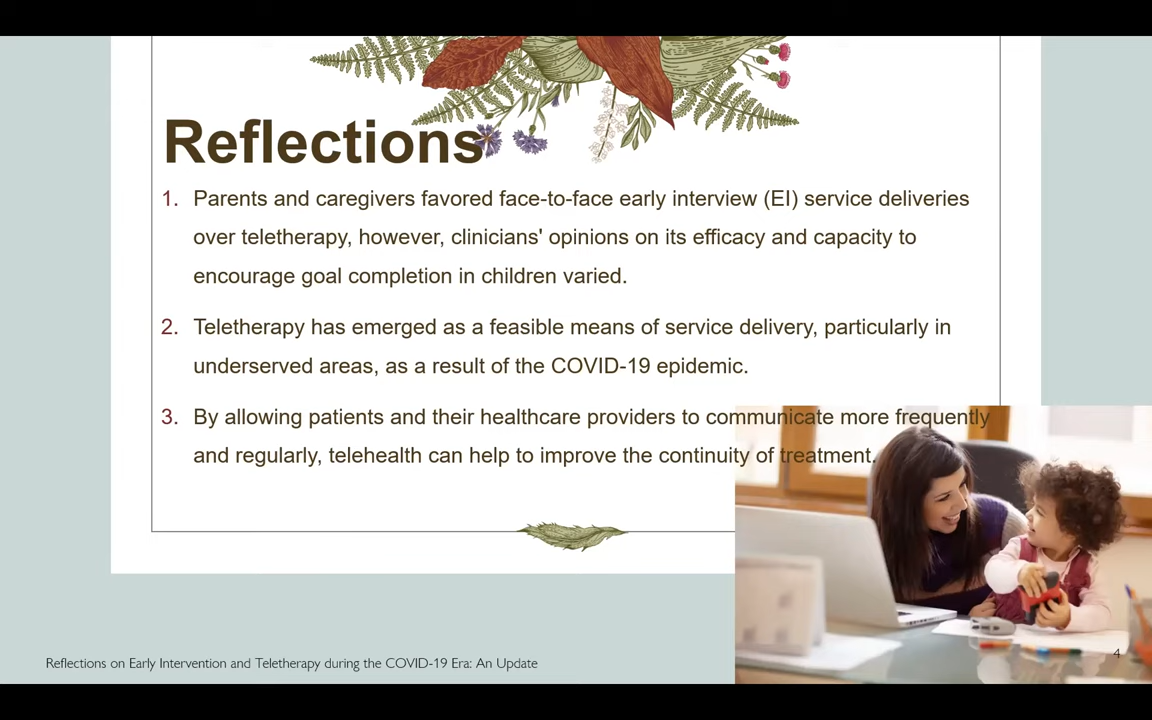 Reflections
1. Parents and caregivers favored face-to-face early interview (EI) service deliveries
over teletherapy, however, clinicians' opinions on its efficacy and capacity to
encourage goal completion in children varied.
2. Teletherapy has emerged as a feasible means of service delivery, particularly in
underserved areas, as a result of the COVID-19 epidemic.
3. By allowing patients and their healthcare providers to communicate more frequently
and regularly, telehealth can help to improve the continuity of treatment.
Reflections on Early Intervention and Teletherapy during the COVID-19 Era: An Update
4